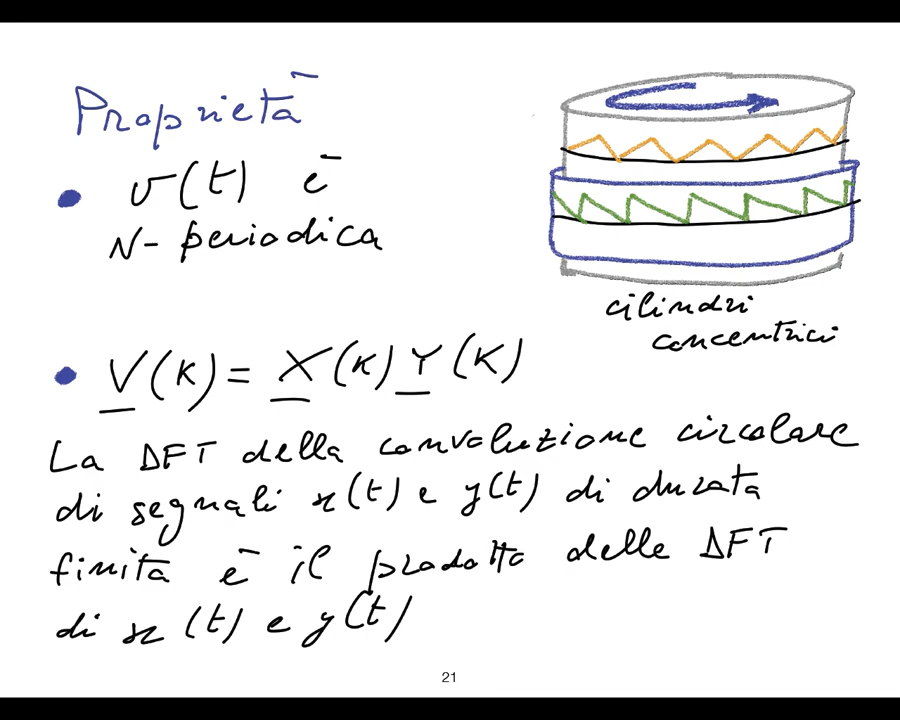 Proprietà
• v(t) è
N-periodica
cilindri
concentrici
• V(k) = X(k) Y(k)
La DFT della convoluzione circolare
di segnali x(t) e y(t) di durata
finita è il prodotto delle DFT
di x(t) e y(t)
21